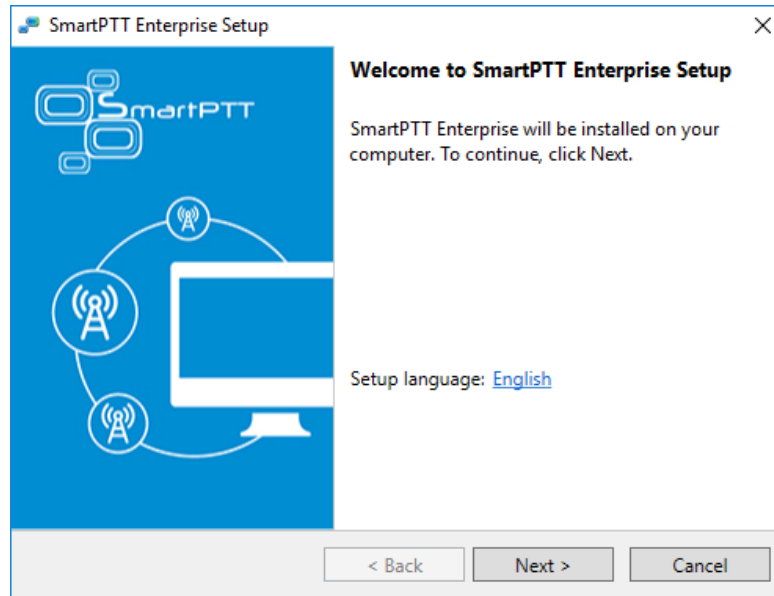 SmartPTT Enterprise Setup
SmartPTT
Welcome to SmartPTT Enterprise Setup
SmartPTT Enterprise will be installed on your
computer. To continue, click Next.
Setup language: English
< Back
Next >
Cancel